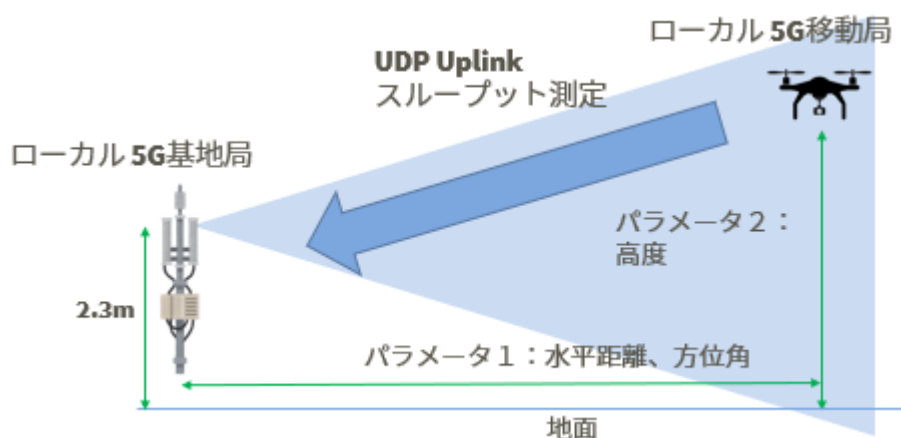 ローカル 5G移動局
UDP Uplink
スループット測定
ローカル 5G基地局
パラメータ２：
高度
2.3m
パラメータ１：水平距離、方位角
地面